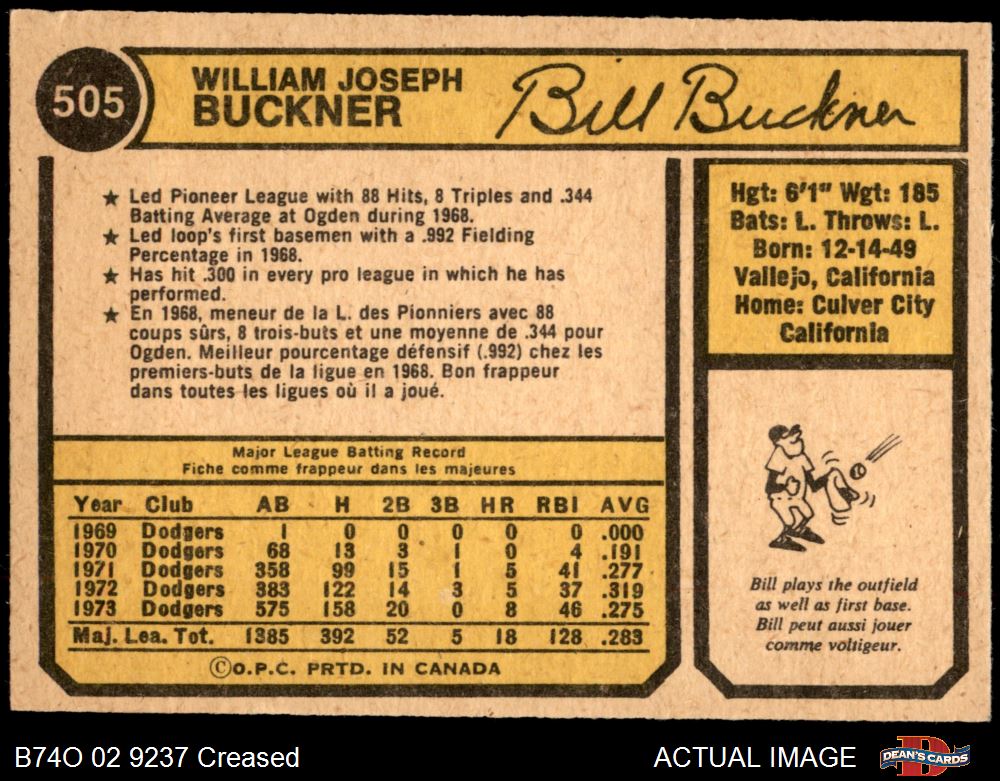 505
WILLIAM JOSEPH
BUCKNER
Bill Buckner
★ Led Pioneer League with 88 Hits, 8 Triples and .344
Batting Average at Ogden during 1968.
★ Led loop's first basemen with a .992 Fielding
Percentage in 1968.
★ Has hit .300 in every pro league in which he has
performed.
★ En 1968, meneur de la L. des Pionniers avec 88
coups sûrs, 8 trois-buts et une moyenne de .344 pour
Ogden. Meilleur pourcentage défensif (.992) chez les
premiers-buts de la ligue en 1968. Bon frappeur
dans toutes les ligues où il a joué.
Major League Batting Record
Fiche comme frappeur dans les majeures
Year Club AB H 2B 3B HR RBI AVG
1969 Dodgers 1 0 0 0 0 0 .000
1970 Dodgers 68 13 3 1 0 4 .191
1971 Dodgers 358 99 15 1 5 41 .277
1972 Dodgers 383 122 14 3 5 37 .319
1973 Dodgers 575 158 20 0 8 46 .275
Maj. Lea. Tot. 1385 392 52 5 18 128 .283
©O.P.C. PRTD. IN CANADA
Hgt: 6'1" Wgt: 185
Bats: L. Throws: L.
Born: 12-14-49
Vallejo, California
Home: Culver City
California
Bill plays the outfield
as well as first base.
Bill peut aussi jouer
comme voltigeur.
B74O 02 9237 Creased
ACTUAL IMAGE
D
DEAN'S CARDS